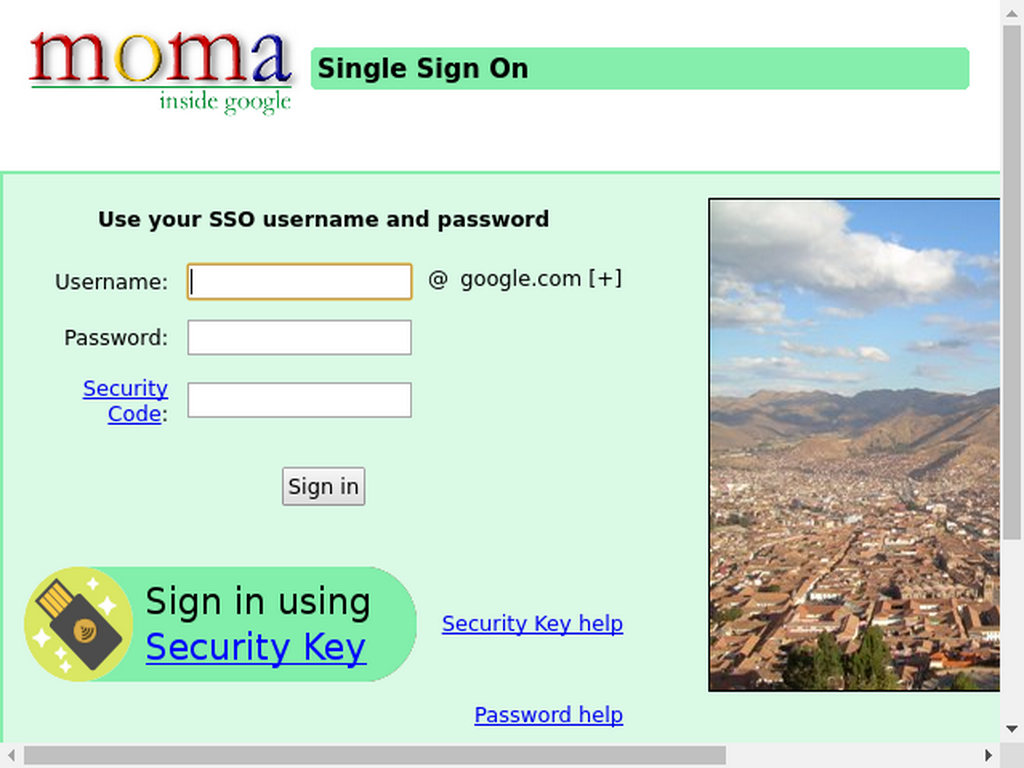 moma
inside google
Single Sign On
Use your SSO username and password
Username:
@ google.com [+]
Password:
Security
Code:
Sign in
Sign in using
Security Key
Security Key help
Password help